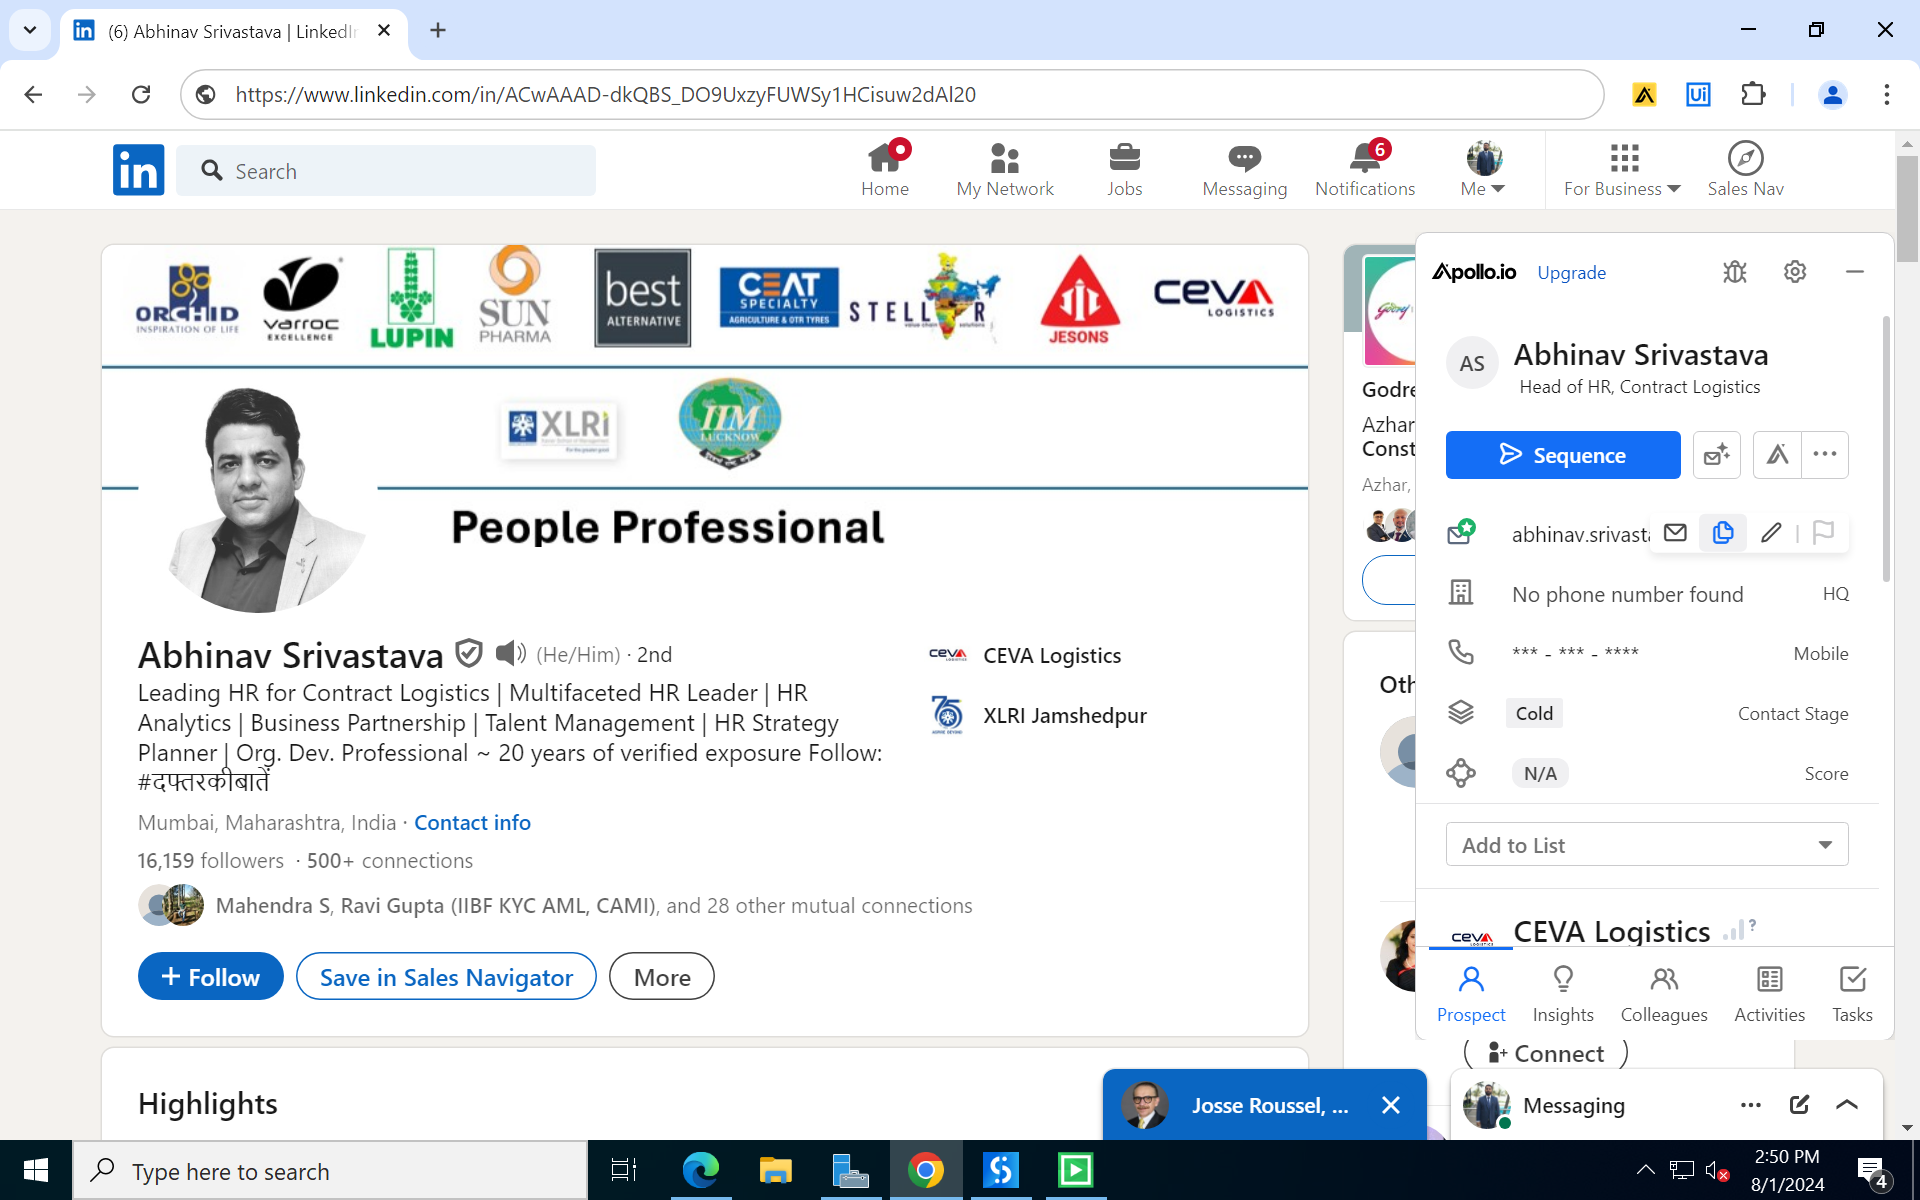 (6) Abhinav Srivastava | LinkedIn
https://www.linkedin.com/in/ACwAAAD-dkQBS_DO9UxzyFUWSy1HCisuw2dAl20
Search
Home
My Network
Jobs
Messaging
6
Notifications
Me
For Business
Sales Nav
ORCHID
INSPIRATION OF LIFE
varroc
EXCELLENCE
LUPIN
SUN
PHARMA
best
ALTERNATIVE
CEAT
SPECIALTY
AGRICULTURE & OTR TYRES
STELLAR
value chain solutions
JESONS
CEVA
LOGISTICS
XLRi
IIM
LUCKNOW
People Professional
Abhinav Srivastava (He/Him) · 2nd
Leading HR for Contract Logistics | Multifaceted HR Leader | HR
Analytics | Business Partnership | Talent Management | HR Strategy
Planner | Org. Dev. Professional ~ 20 years of verified exposure Follow:
#दफ्तरकीबातें
Mumbai, Maharashtra, India · Contact info
16,159 followers · 500+ connections
Mahendra S, Ravi Gupta (IIBF KYC AML, CAMI), and 28 other mutual connections
+ Follow
Save in Sales Navigator
More
CEVA Logistics
XLRI Jamshedpur
Highlights
Godrej
Godre
Azhar
Const
Azhar,
Oth
Connect
Apollo.io
Upgrade
AS
Abhinav Srivastava
Head of HR, Contract Logistics
Sequence
abhinav.srivasta
No phone number found
HQ
*** - *** - ****
Mobile
Cold
Contact Stage
N/A
Score
Add to List
CEVA
CEVA Logistics
?
Prospect
Insights
Colleagues
Activities
Tasks
Josse Roussel, ...
Messaging
Type here to search
2:50 PM
8/1/2024
4